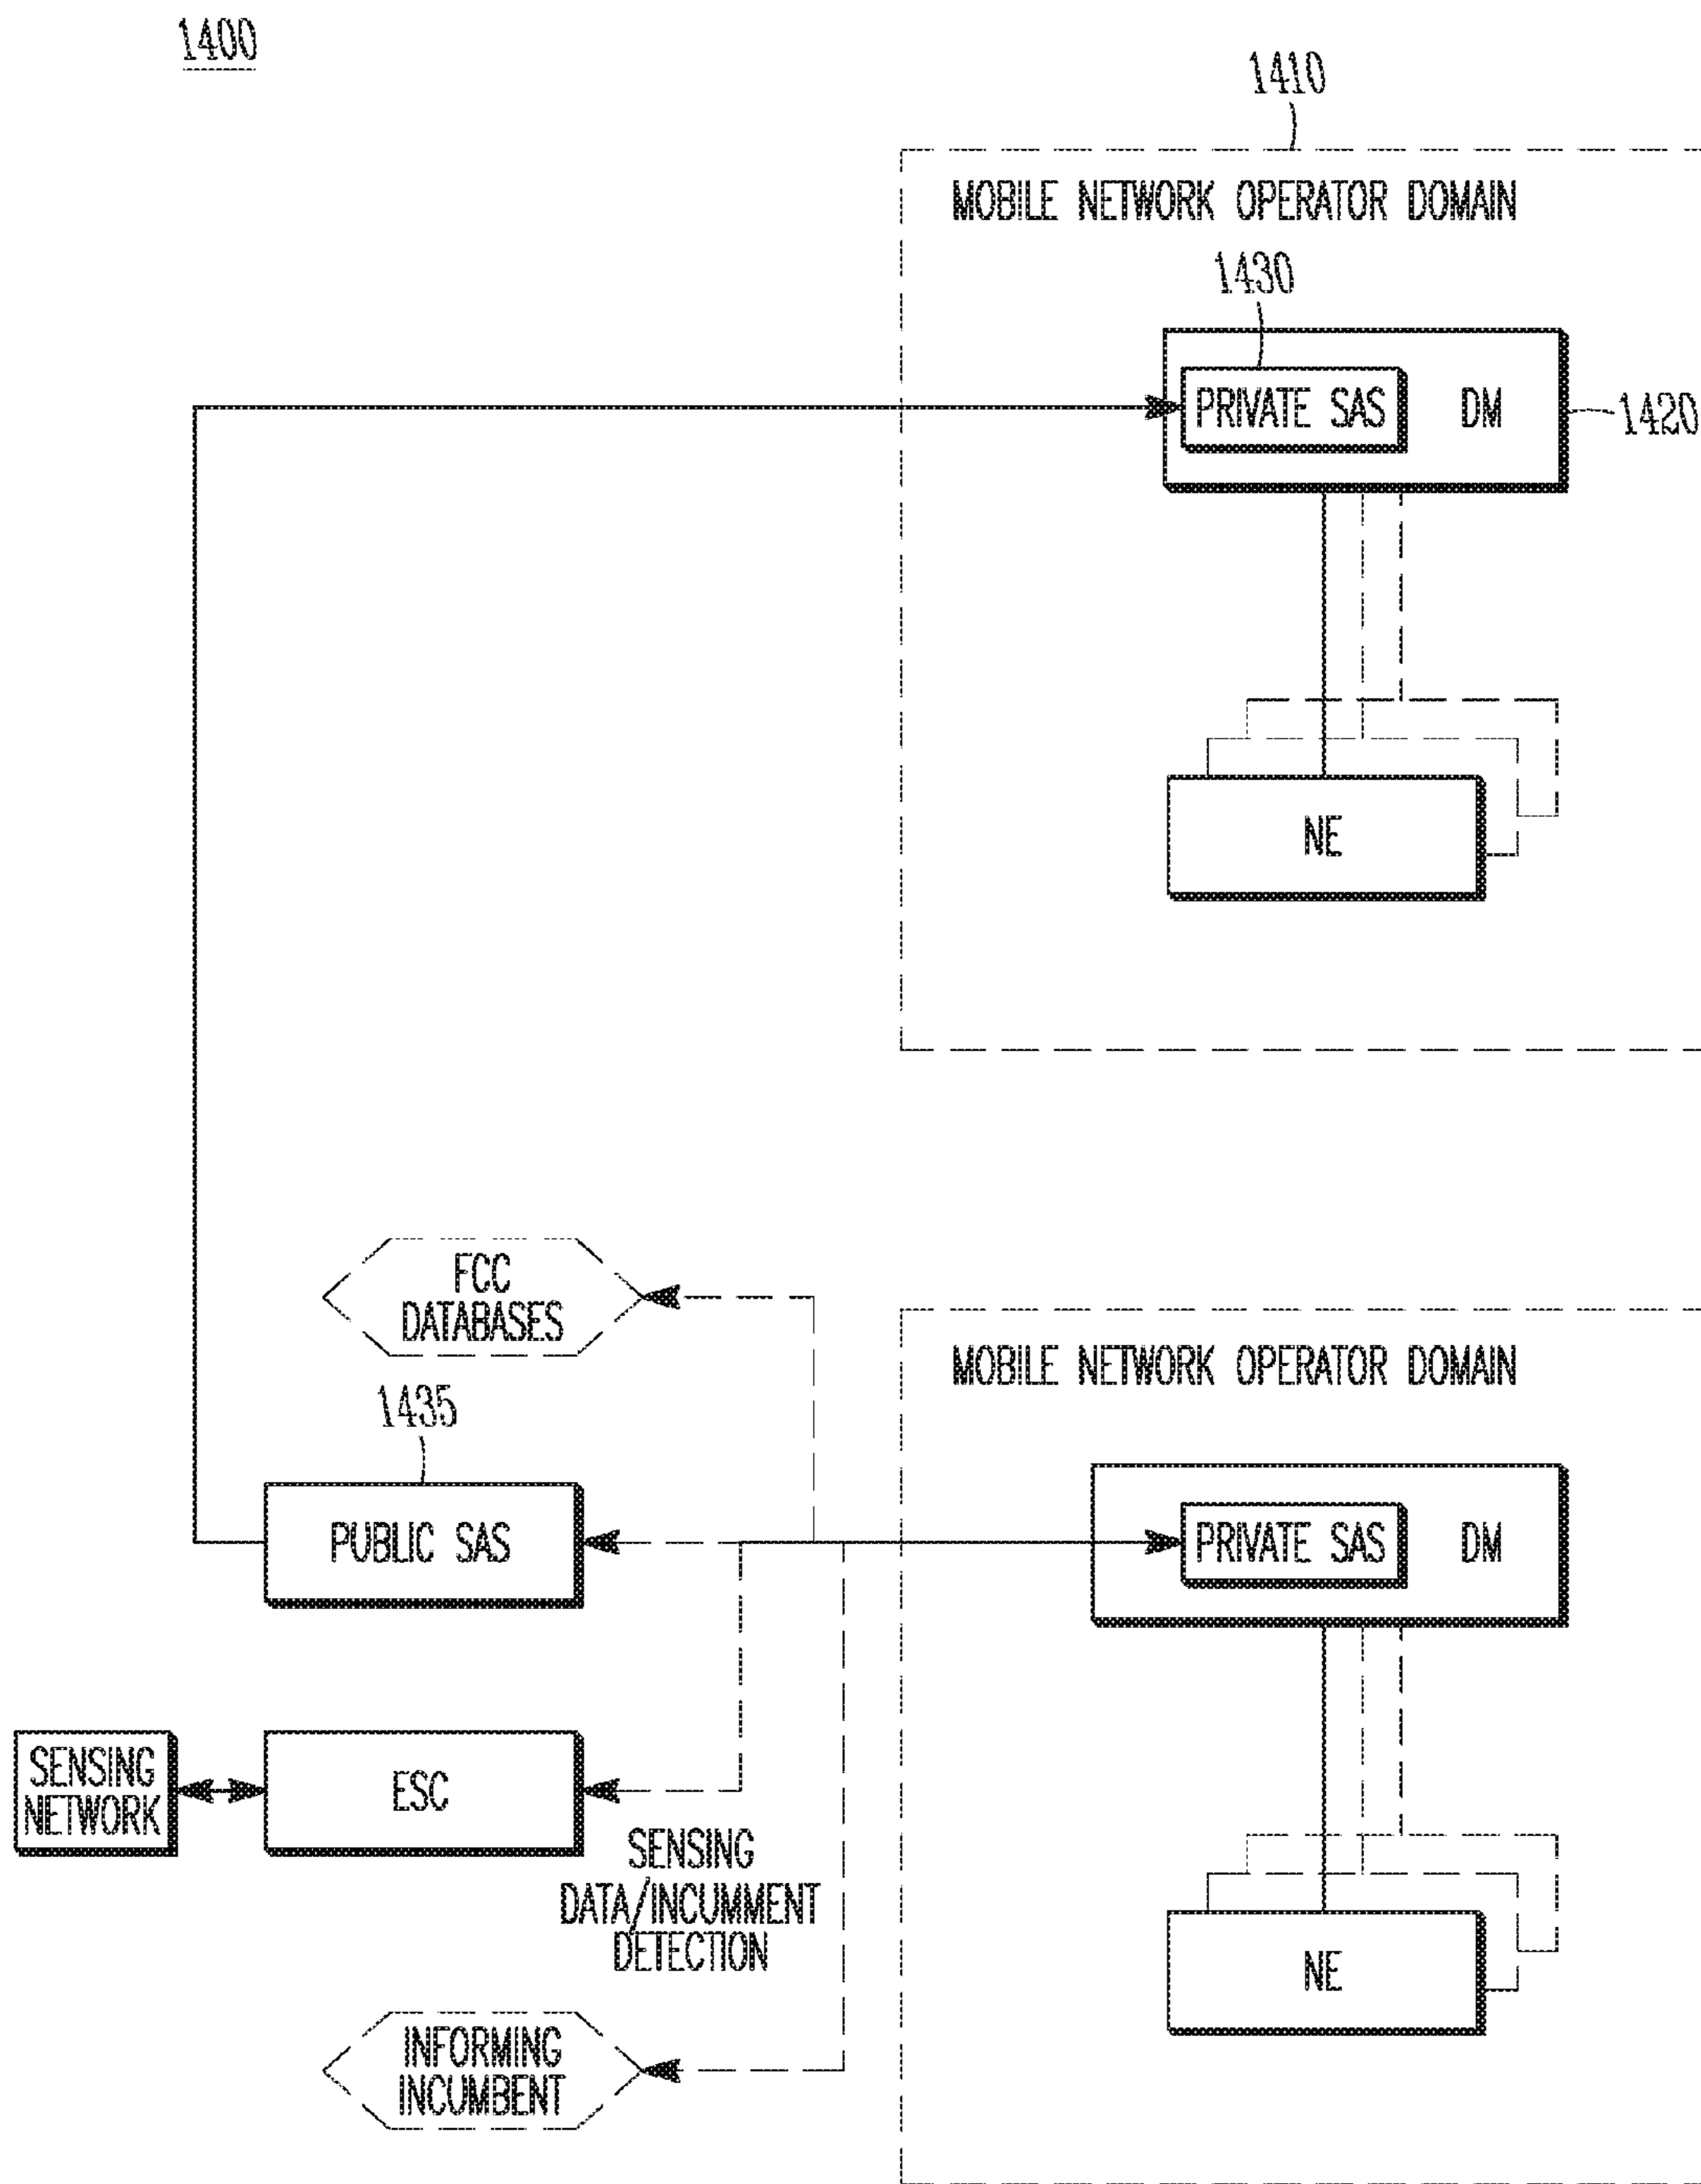 1400
1410
MOBILE NETWORK OPERATOR DOMAIN
1430
PRIVATE SAS
DM
1420
NE
FCC
DATABASES
MOBILE NETWORK OPERATOR DOMAIN
1435
PUBLIC SAS
PRIVATE SAS
DM
SENSING
NETWORK
ESC
SENSING
DATA/INCUMMENT
DETECTION
NE
INFORMING
INCUMBENT